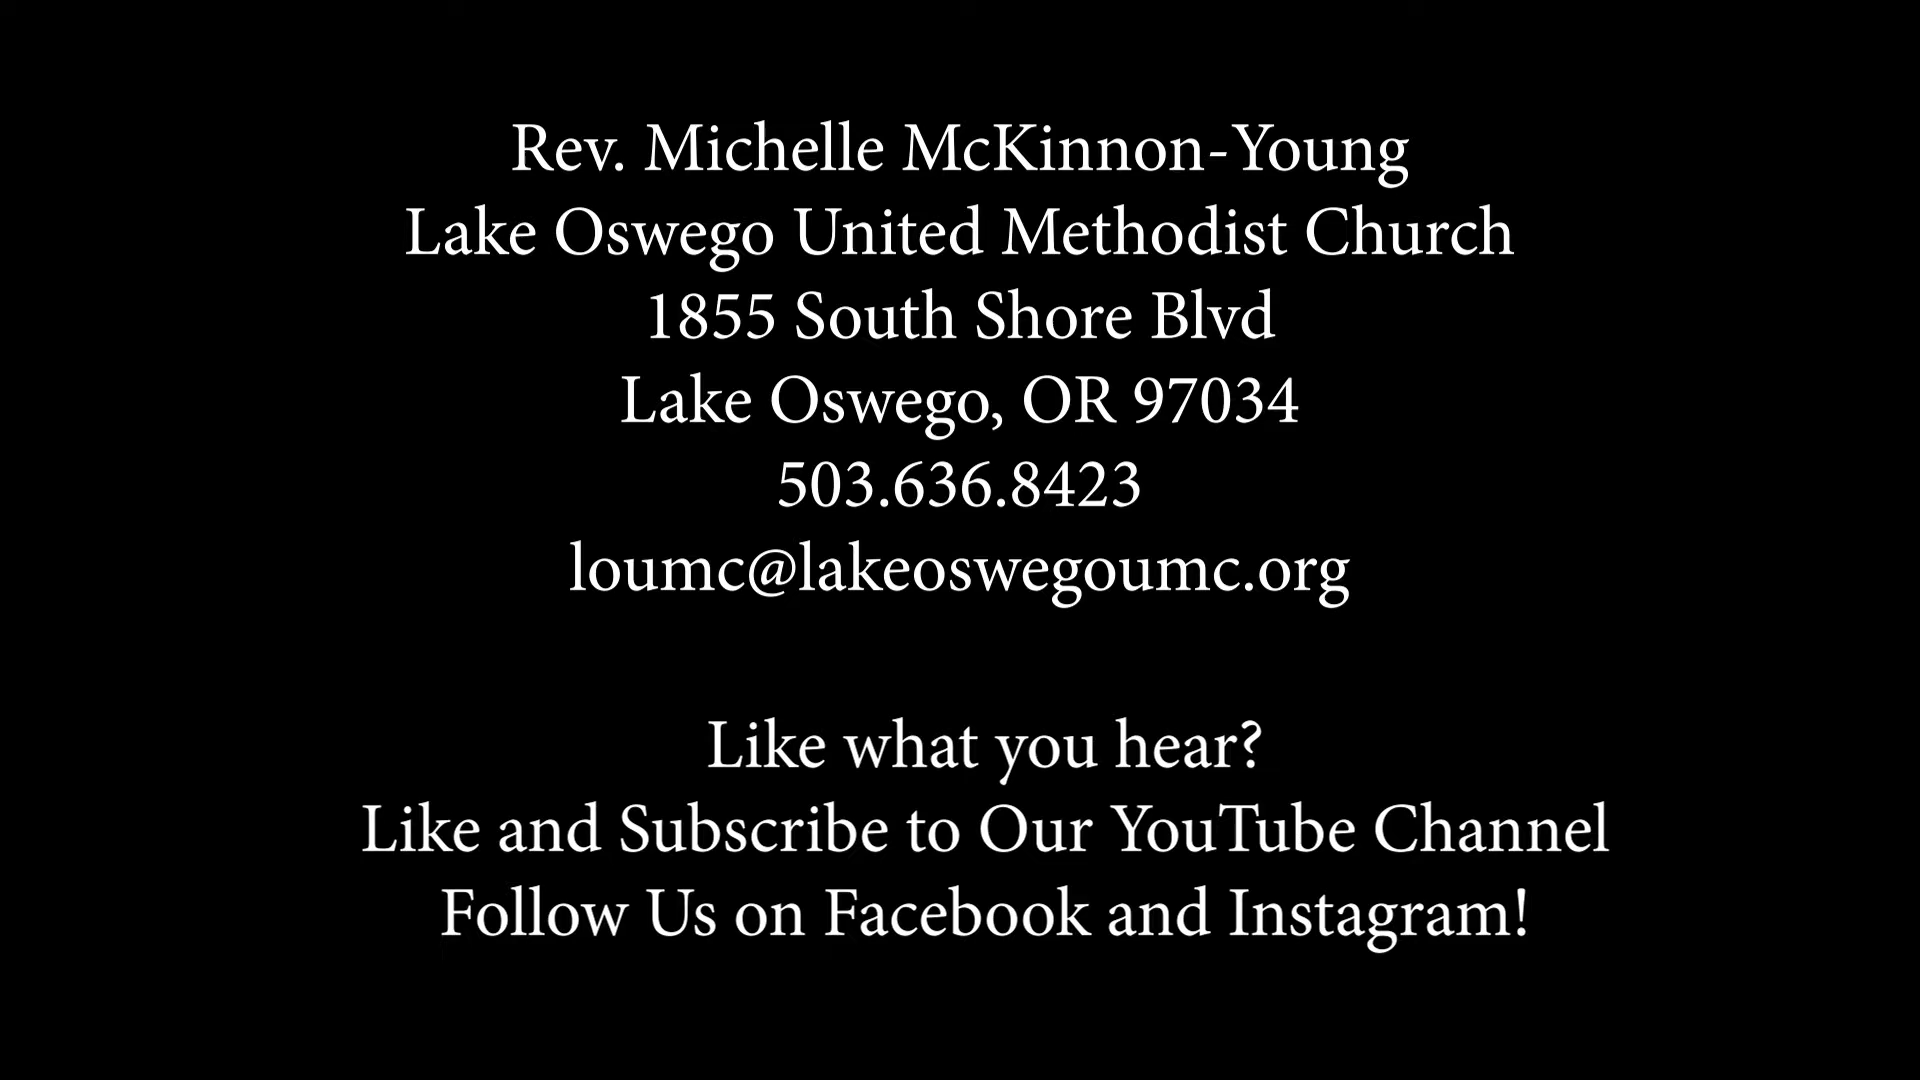 Rev. Michelle McKinnon-Young
Lake Oswego United Methodist Church
1855 South Shore Blvd
Lake Oswego, OR 97034
503.636.8423
loumc@lakeoswegoumc.org
Like what you hear?
Like and Subscribe to Our YouTube Channel
Follow Us on Facebook and Instagram!